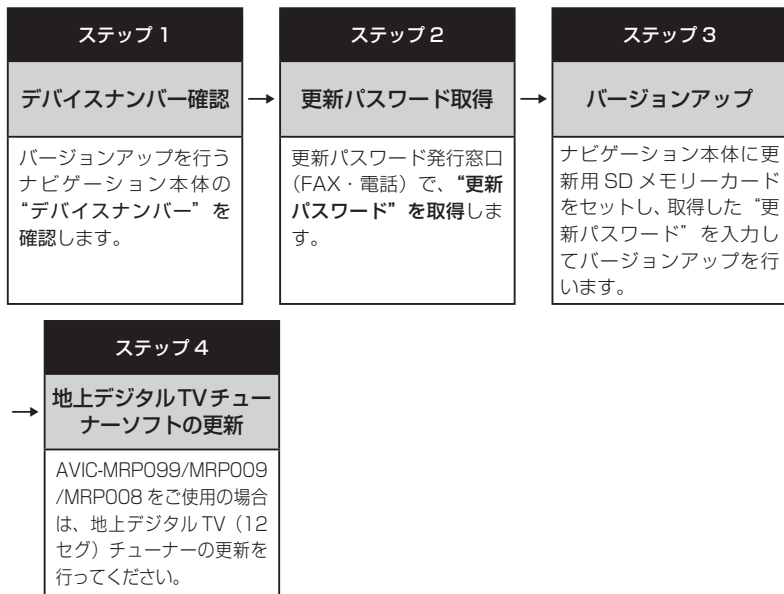 ステップ 1
デバイスナンバー確認
バージョンアップを行う
ナビゲーション本体の
“デバイスナンバー”を
確認します。
→
ステップ 2
更新パスワード取得
更新パスワード発行窓口
（FAX・電話）で、“更新
パスワード”を取得しま
す。
→
ステップ 3
バージョンアップ
ナビゲーション本体に更
新用 SD メモリーカード
をセットし、取得した“更
新パスワード”を入力し
てバージョンアップを行
います。
→
ステップ 4
地上デジタルTVチュー
ナーソフトの更新
AVIC-MRP099/MRP009
/MRP008 をご使用の場合
は、地上デジタル TV（12
セグ）チューナーの更新を
行ってください。